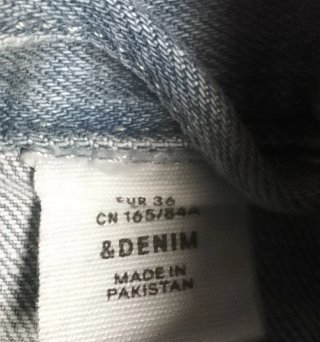 EUR 36
CN 165/84A
&DENIM
MADE IN
PAKISTAN